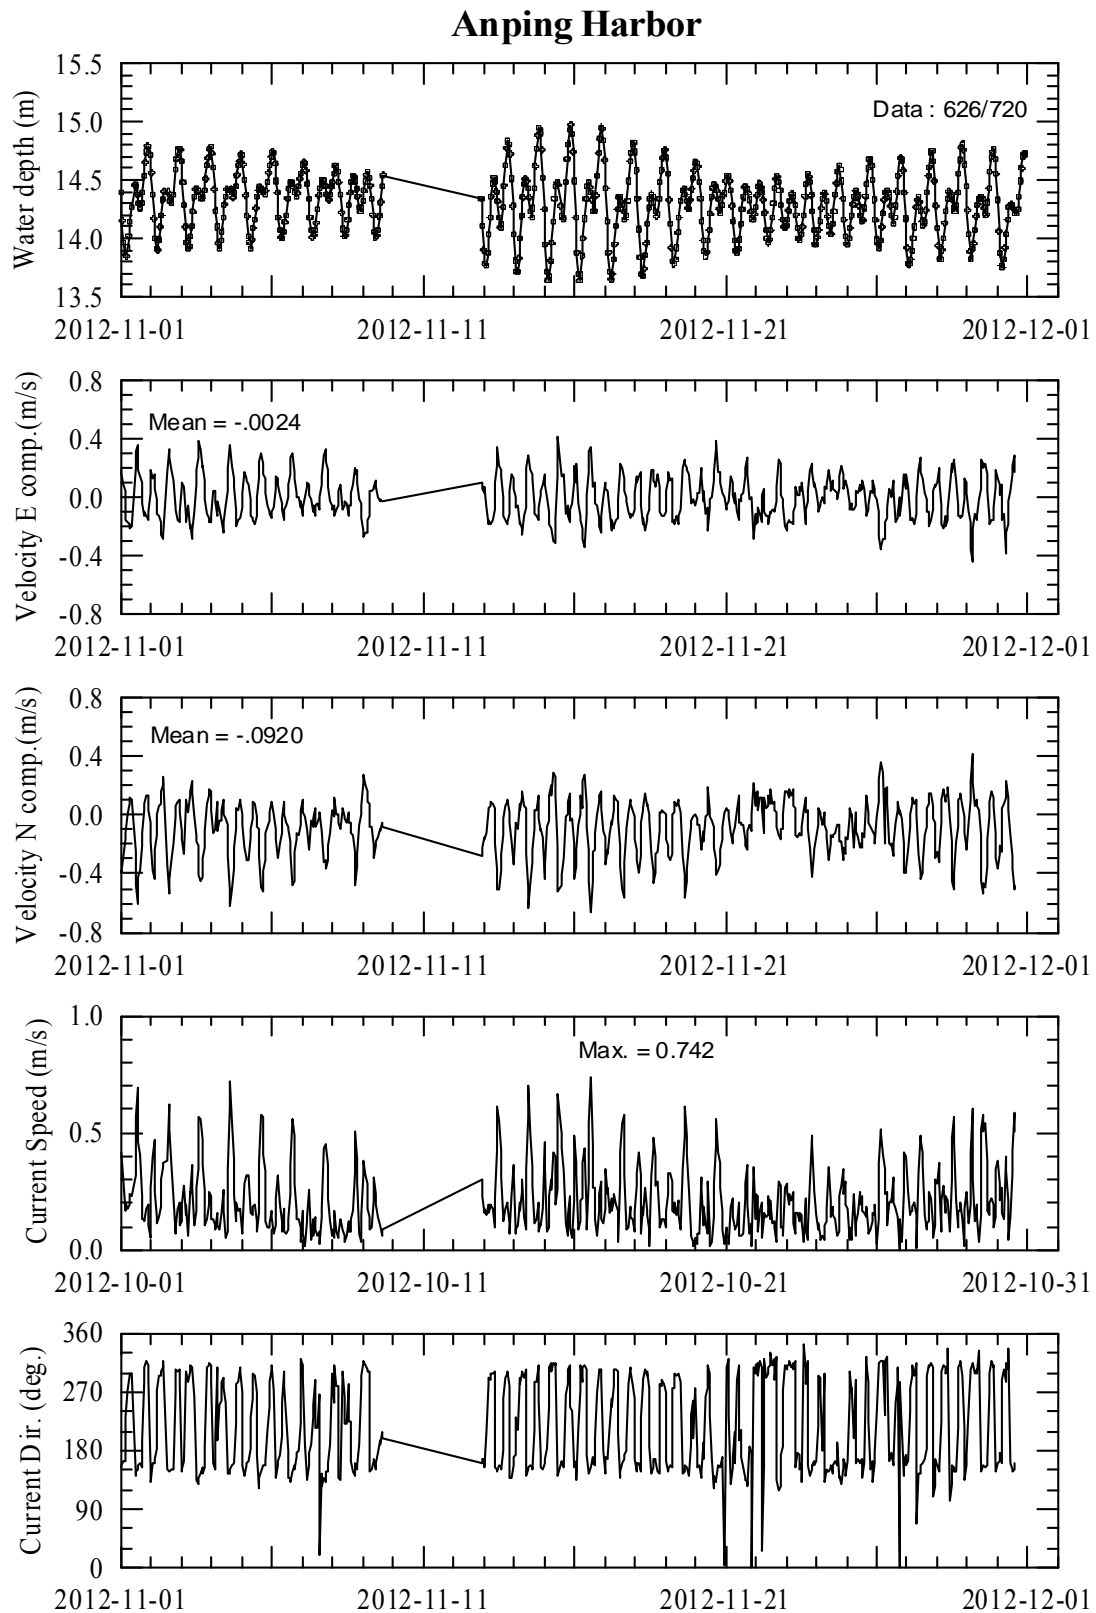 Anping Harbor
Water depth (m)
15.5
15.0
14.5
14.0
13.5
Data : 626/720
2012-11-01 2012-11-11 2012-11-21 2012-12-01
Velocity E comp.(m/s)
0.8
0.4
0.0
-0.4
-0.8
Mean = -.0024
2012-11-01 2012-11-11 2012-11-21 2012-12-01
Velocity N comp.(m/s)
0.8
0.4
0.0
-0.4
-0.8
Mean = -.0920
2012-11-01 2012-11-11 2012-11-21 2012-12-01
Current Speed (m/s)
1.0
0.5
0.0
Max. = 0.742
2012-10-01 2012-10-11 2012-10-21 2012-10-31
Current Dir. (deg.)
360
270
180
90
0
2012-11-01 2012-11-11 2012-11-21 2012-12-01